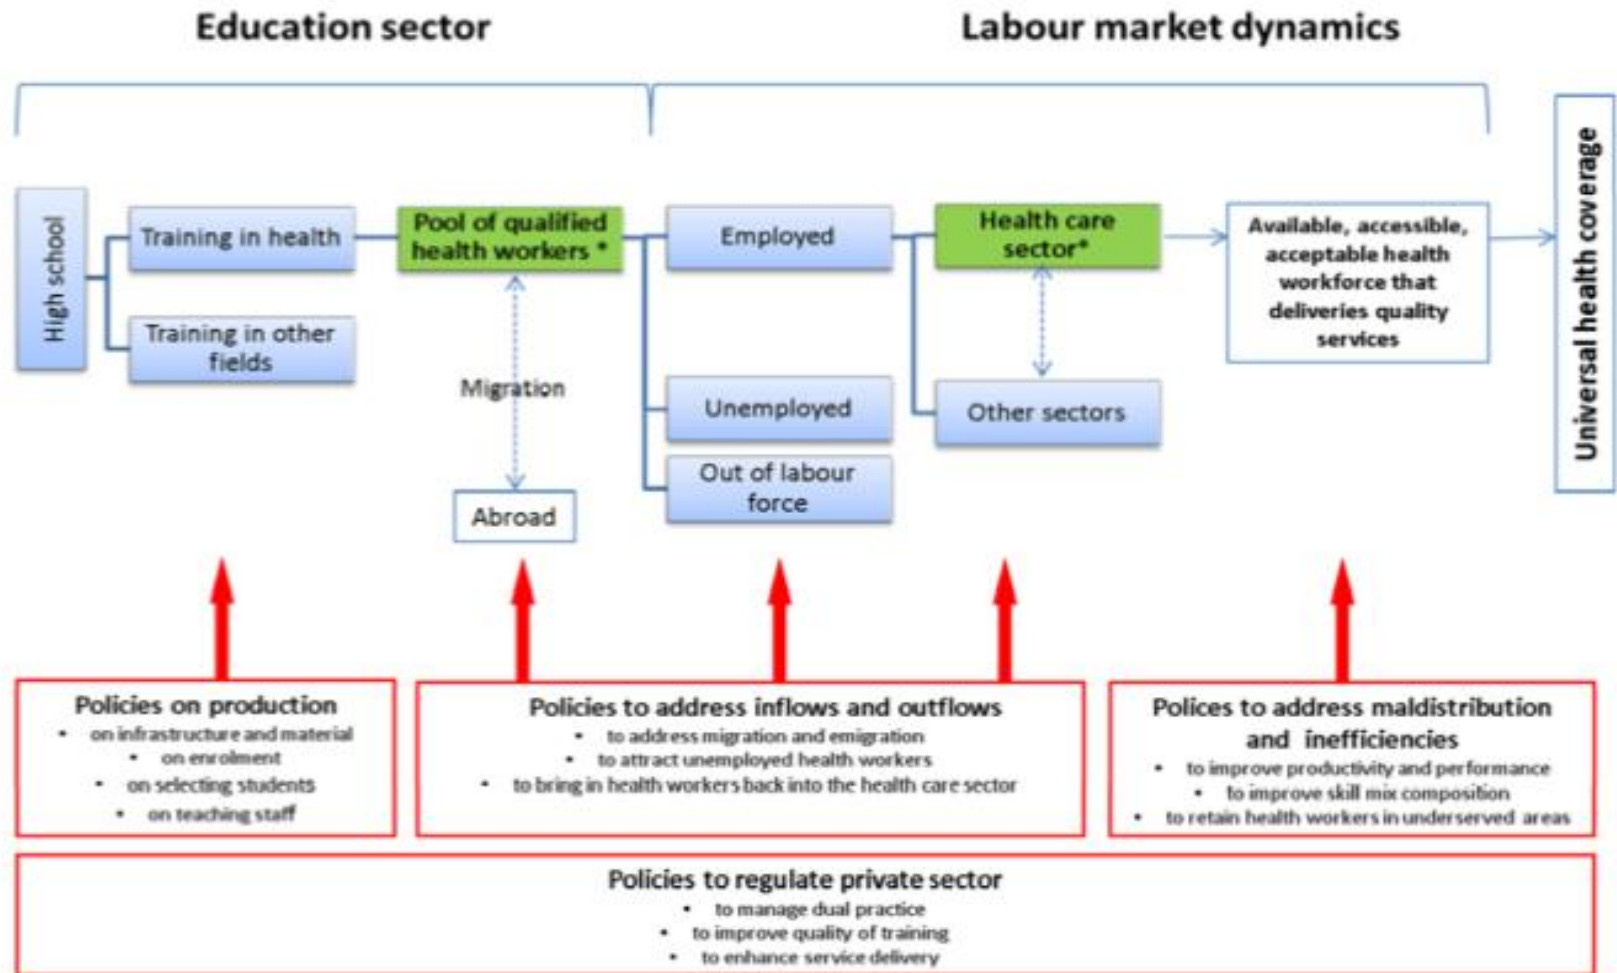 Education sector
Labour market dynamics
High school
Training in health
Training in other
fields
Pool of qualified
health workers *
Migration
Abroad
Employed
Unemployed
Out of labour
force
Health care
sector*
Other sectors
Available, accessible,
acceptable health
workforce that
deliveries quality
services
Universal health coverage
Policies on production
• on infrastructure and material
• on enrolment
• on selecting students
• on teaching staff
Policies to address inflows and outflows
• to address migration and emigration
• to attract unemployed health workers
• to bring in health workers back into the health care sector
Polices to address maldistribution
and inefficiencies
• to improve productivity and performance
• to improve skill mix composition
• to retain health workers in underserved areas
Policies to regulate private sector
• to manage dual practice
• to improve quality of training
• to enhance service delivery